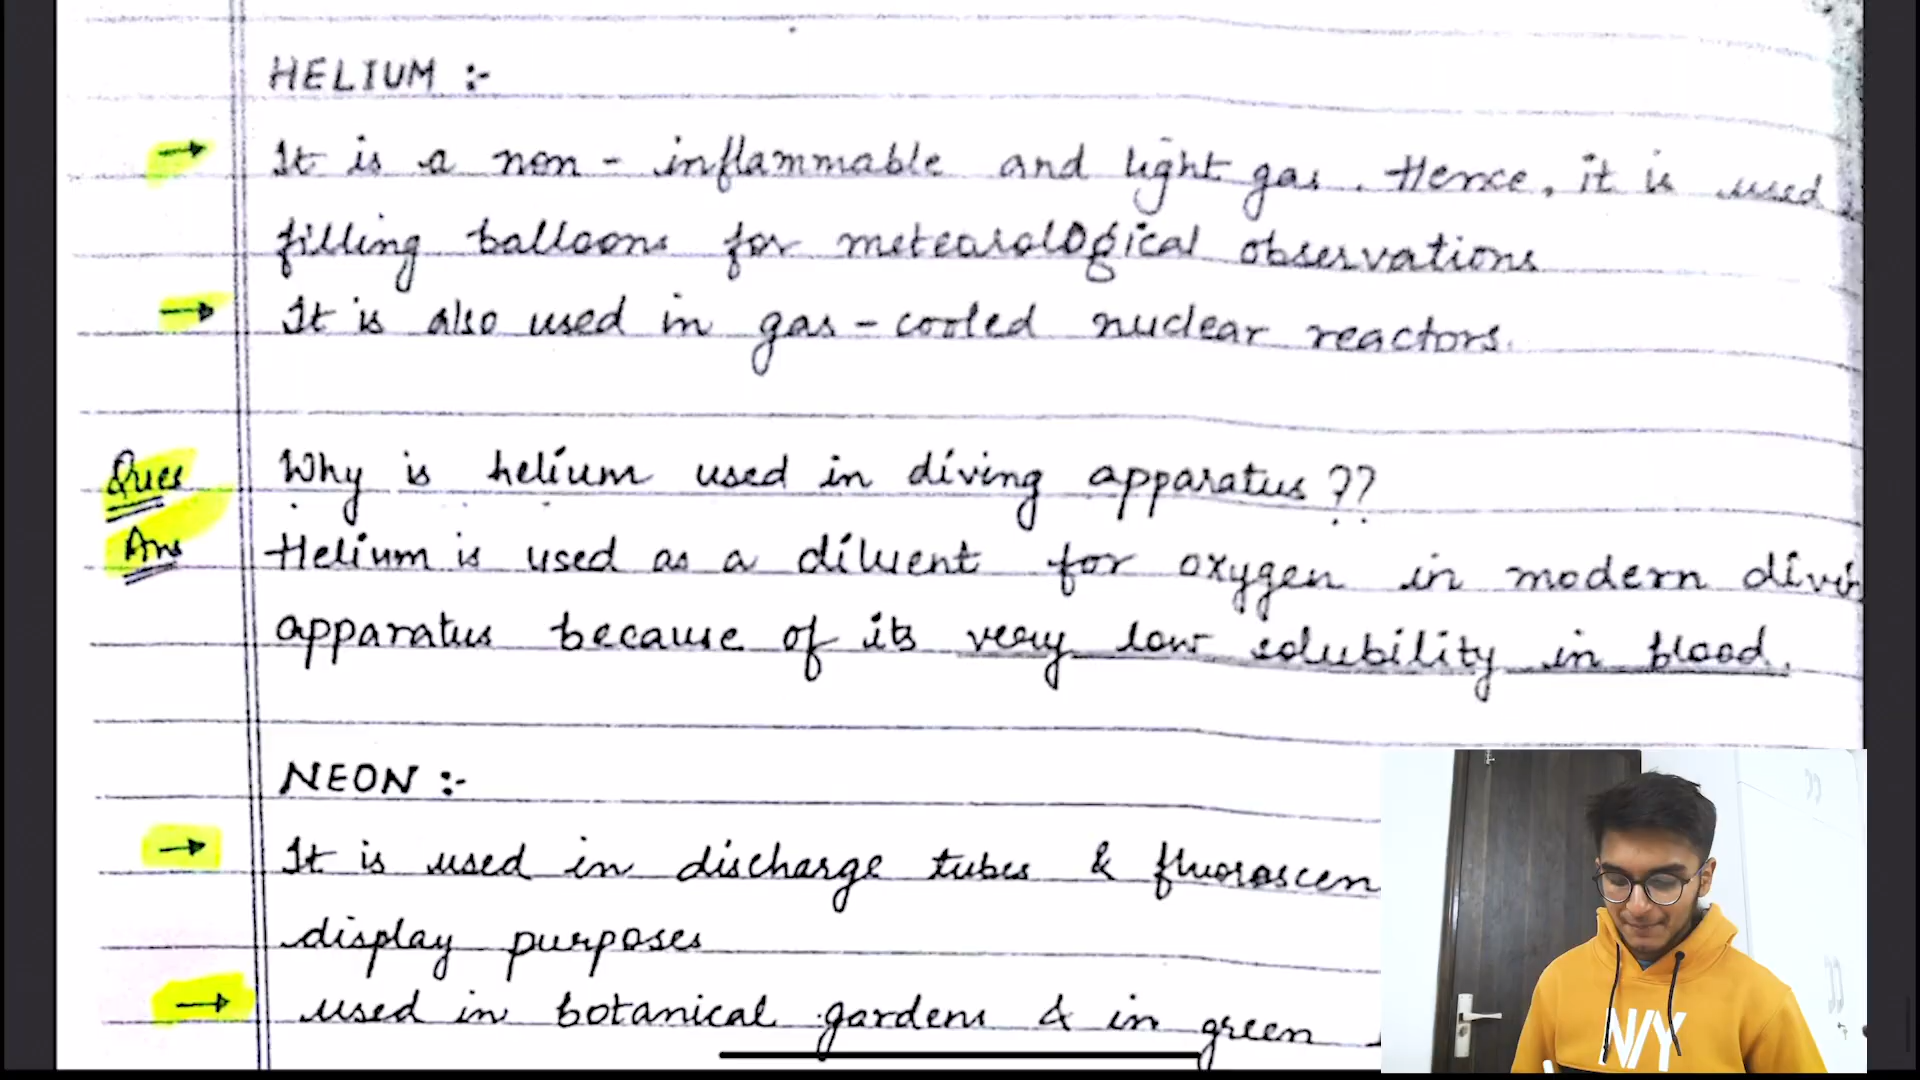 HELIUM :-
→ It is a non - inflammable and light gas. Hence, it is used
filling balloons for metearological observations
→ It is also used in gas - cooled nuclear reactors.
Ques Why is helium used in diving apparatus ??
Ans Helium is used as a diluent for oxygen in modern divi
apparatus because of its very low solubility in blood.
NEON :-
→ It is used in discharge tubes & fluorescen
display purposes
→ used in botanical gardens & in green
N/Y